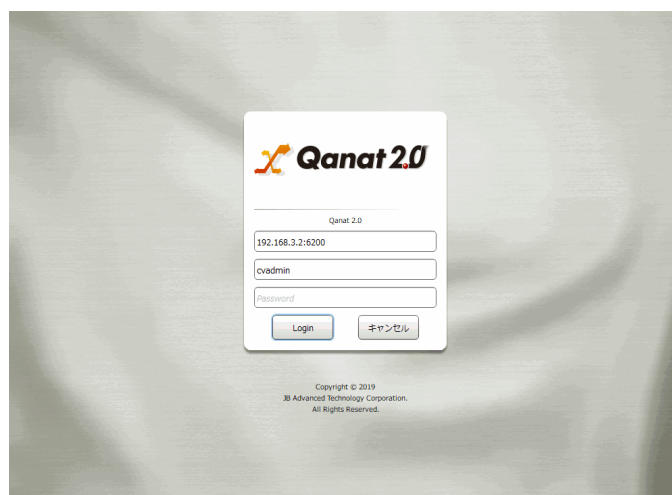 Qanat 2.0
Qanat 2.0
192.168.3.2:6200
cvadmin
Password
Login
キャンセル
Copyright © 2019
JB Advanced Technology Corporation.
All Rights Reserved.